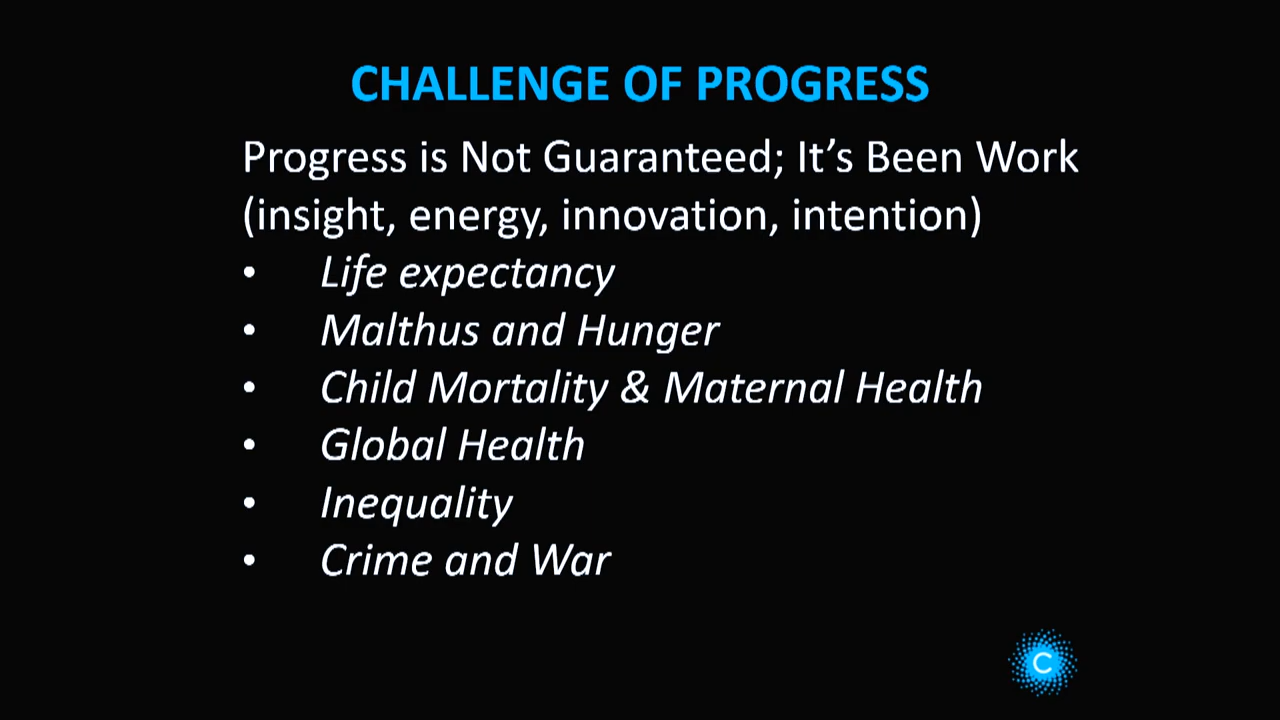 CHALLENGE OF PROGRESS
Progress is Not Guaranteed; It's Been Work
(insight, energy, innovation, intention)
• Life expectancy
• Malthus and Hunger
• Child Mortality & Maternal Health
• Global Health
• Inequality
• Crime and War
C